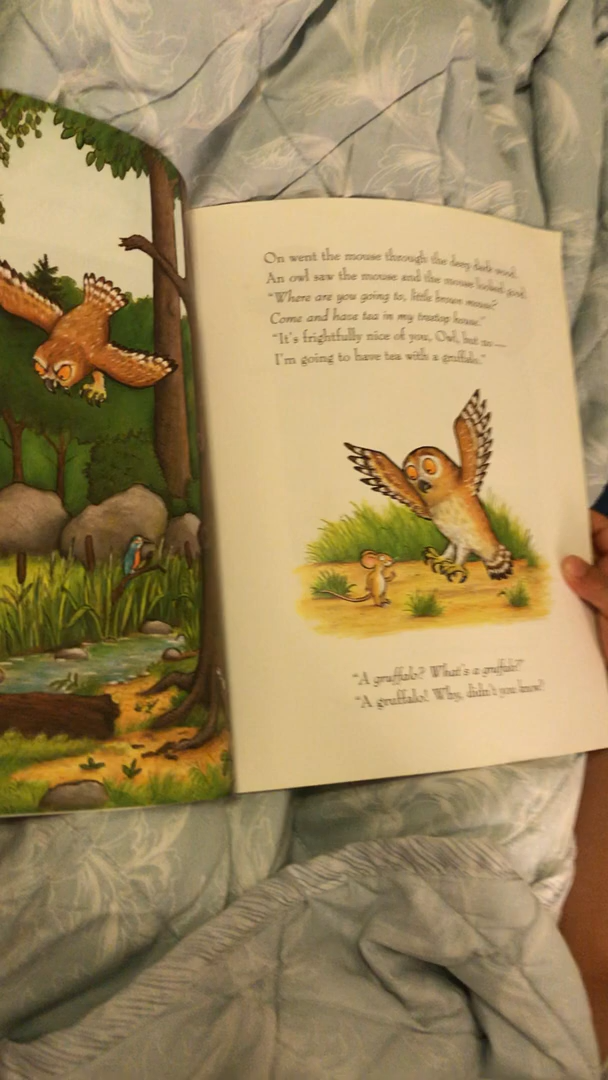 On went the mouse through the deep dark wood.
An owl saw the mouse and the mouse looked good.
"Where are you going to, little brown mouse?
Come and have tea in my treetop house."
"It's frightfully nice of you, Owl, but no —
I'm going to have tea with a gruffalo."
"A gruffalo? What's a gruffalo?"
"A gruffalo! Why, didn't you know?